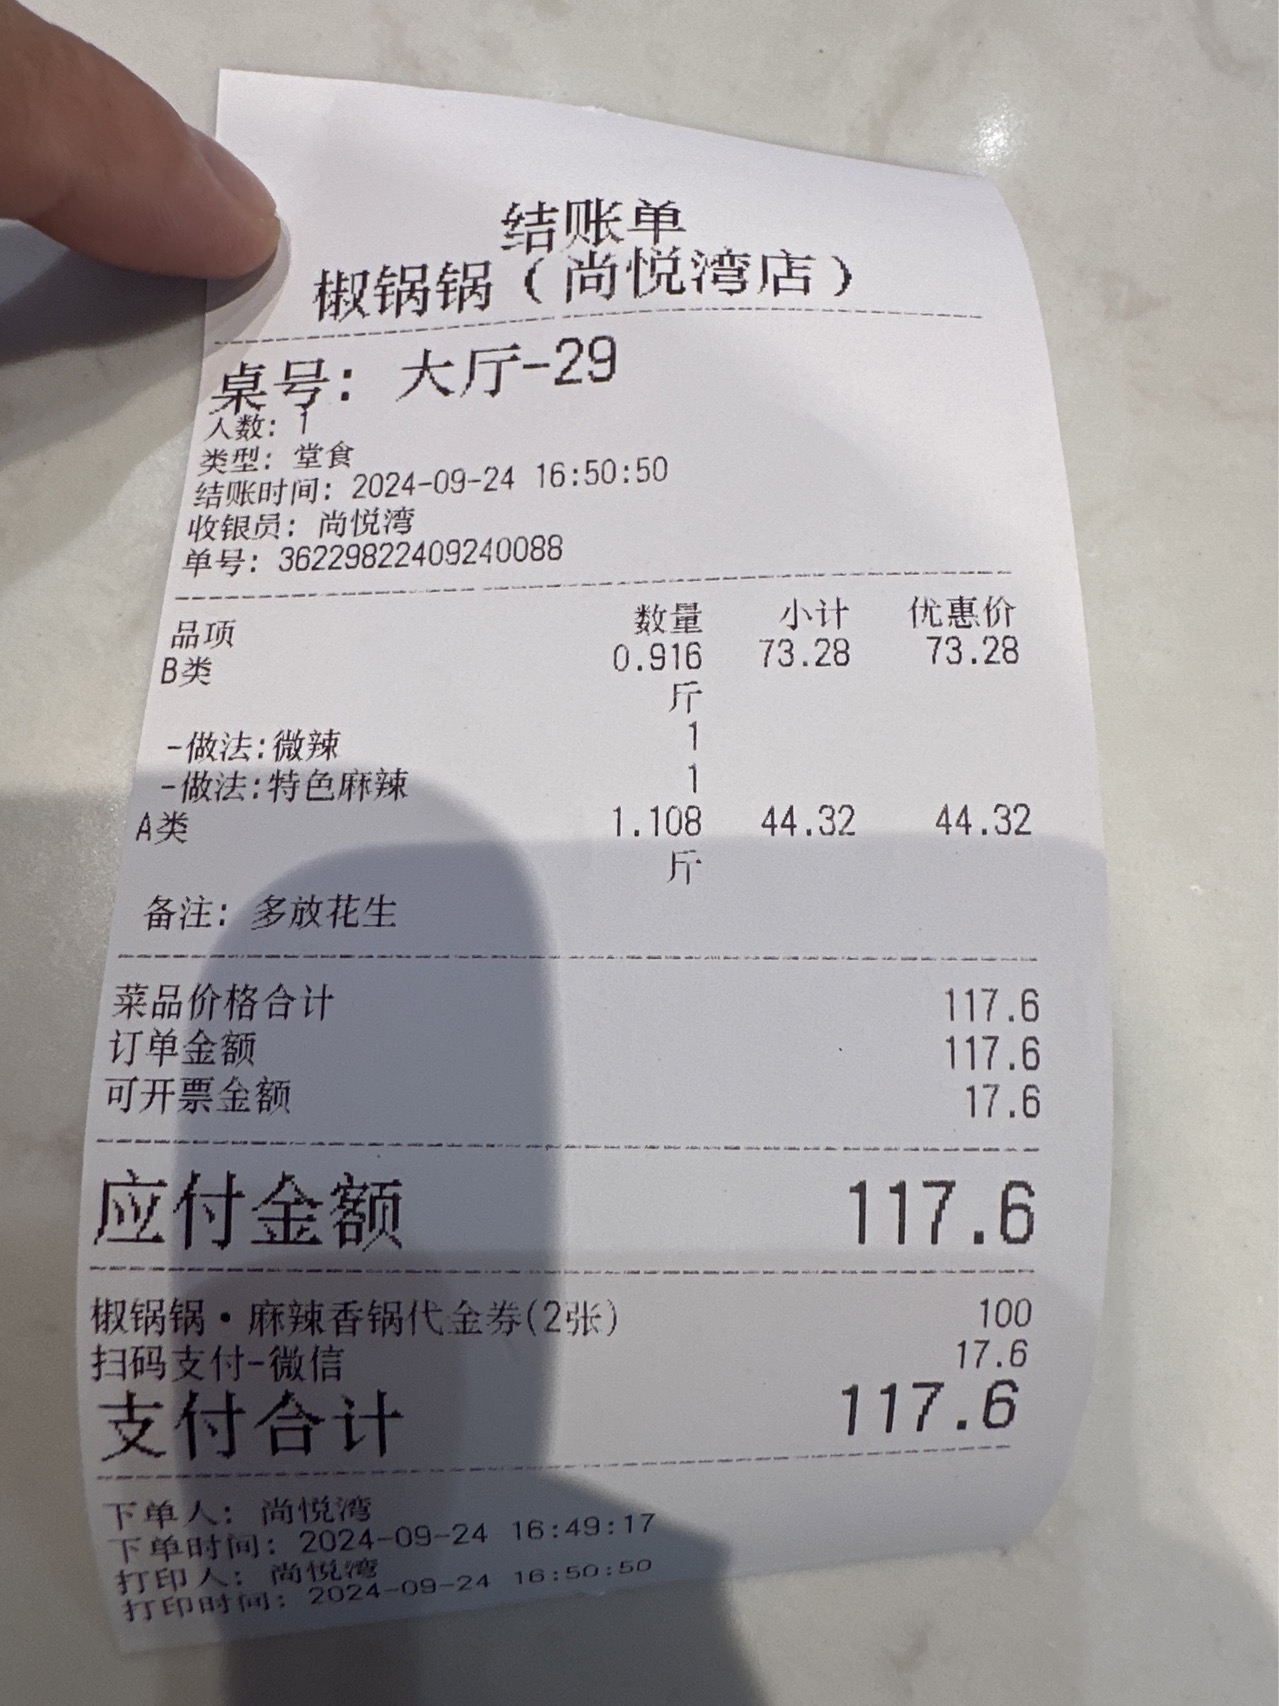 结账单
椒锅锅（尚悦湾店）
桌号: 大厅-29
人数: 1
类型: 堂食
结账时间: 2024-09-24 16:50:50
收银员: 尚悦湾
单号: 36229822409240088
品项 数量 小计 优惠价
B类 0.916 73.28 73.28
斤
-做法:微辣 1
-做法:特色麻辣 1
A类 1.108 44.32 44.32
斤
备注: 多放花生
菜品价格合计 117.6
订单金额 117.6
可开票金额 17.6
应付金额 117.6
椒锅锅·麻辣香锅代金券(2张) 100
扫码支付-微信 17.6
支付合计 117.6
下单人: 尚悦湾
下单时间: 2024-09-24 16:49:17
打印人: 尚悦湾
打印时间: 2024-09-24 16:50:50